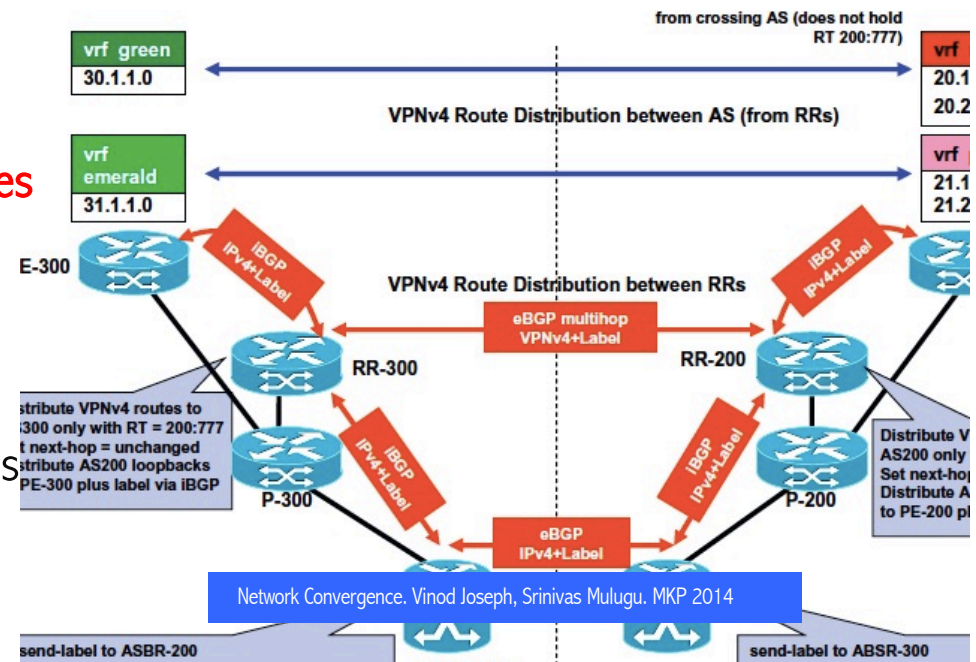 from crossing AS (does not hold
RT 200:777)
vrf green
30.1.1.0
vrf
20.1
20.2
VPNv4 Route Distribution between AS (from RRs)
vrf
emerald
31.1.1.0
es
vrf
21.1
21.2
iBGP
IPv4+Label
iBGP
IPv4+Label
E-300
VPNv4 Route Distribution between RRs
eBGP multihop
VPNv4+Label
RR-300
RR-200
stribute VPNv4 routes to
300 only with RT = 200:777
t next-hop = unchanged
stribute AS200 loopbacks
PE-300 plus label via iBGP
s
P-300
iBGP
IPv4+Label
iBGP
IPv4+Label
P-200
Distribute V
AS200 only
Set next-hop
Distribute A
to PE-200 pl
eBGP
IPv4+Label
Network Convergence. Vinod Joseph, Srinivas Mulugu. MKP 2014
send-label to ASBR-200
send-label to ABSR-300